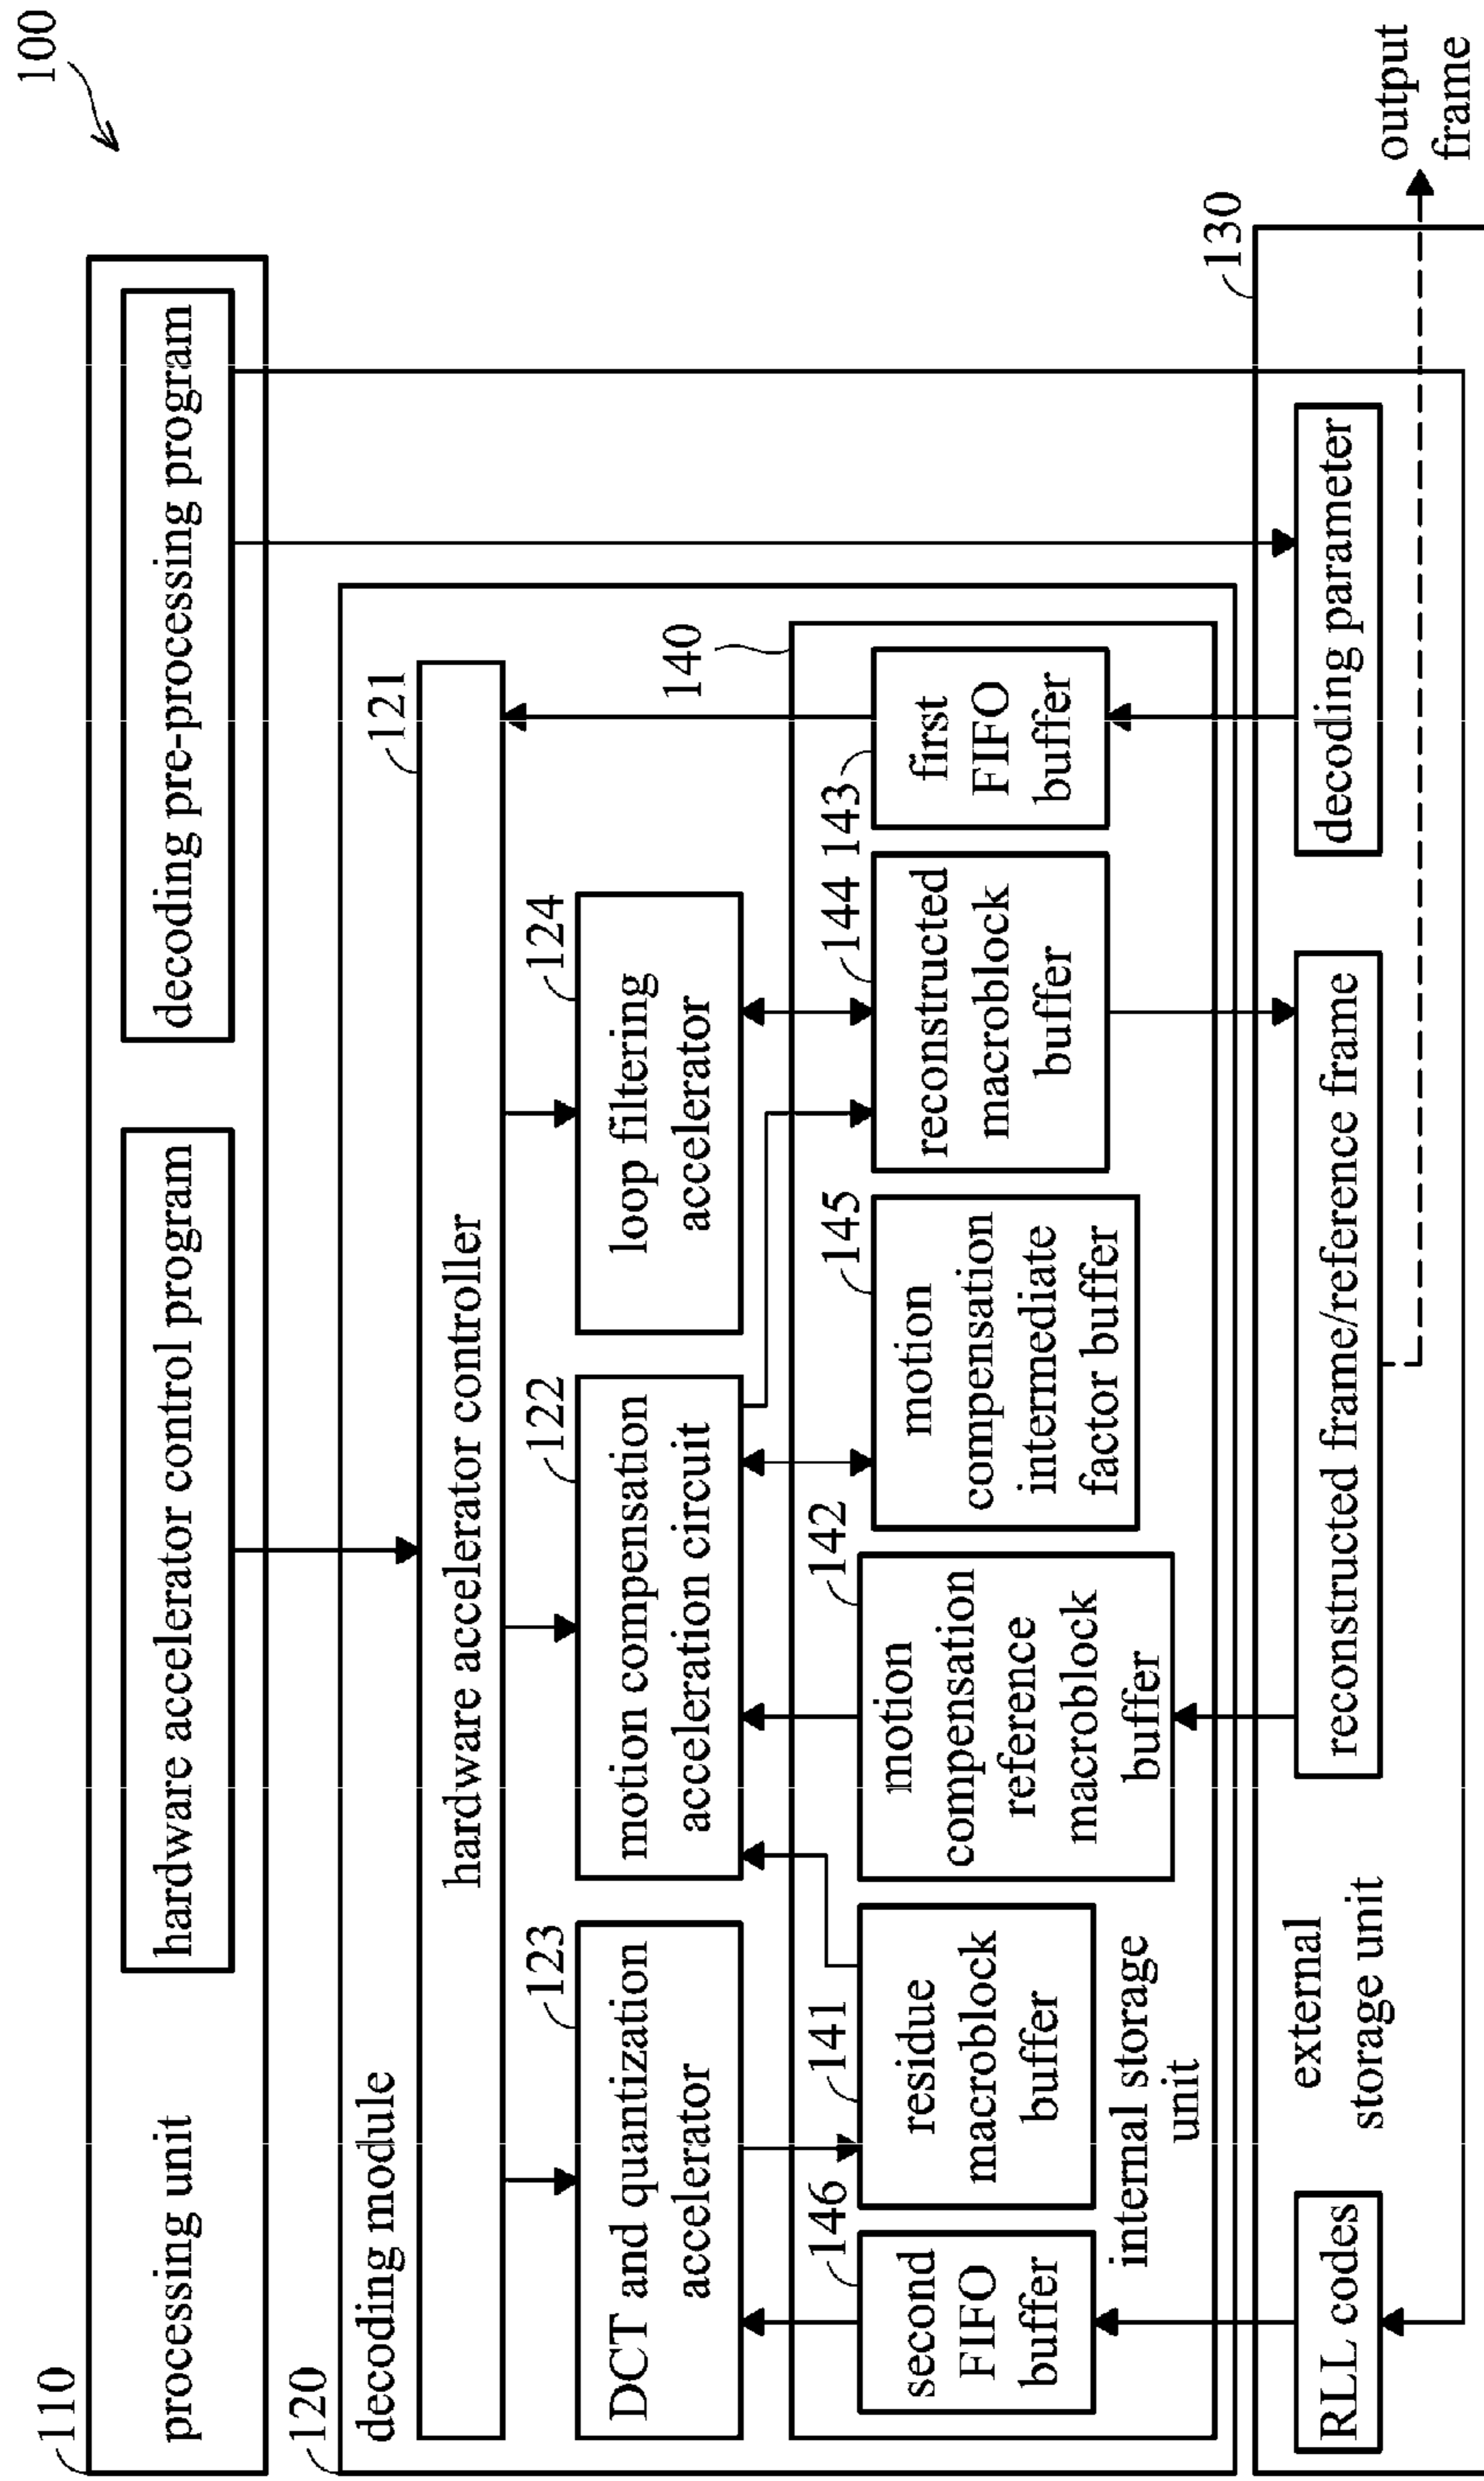 100
110
processing unit
hardware accelerator control program
decoding pre-processing program
120
decoding module
121
hardware accelerator controller
123
DCT and quantization
accelerator
122
motion compensation
acceleration circuit
124
loop filtering
accelerator
140
146
second
FIFO
buffer
141
residue
macroblock
buffer
142
motion
compensation
reference
macroblock
buffer
145
motion
compensation
intermediate
factor buffer
144
reconstructed
macroblock
buffer
143
first
FIFO
buffer
internal storage
unit
130
RLL codes
external
storage unit
reconstructed frame/reference frame
decoding parameter
output
frame